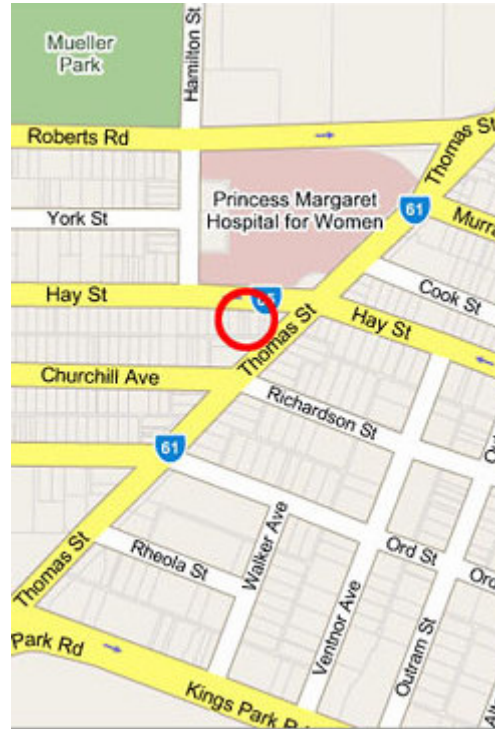 Mueller
Park
Hamilton St
Roberts Rd
Thomas St
Princess Margaret
Hospital for Women
61
York St
Cook St
Hay St
Thomas St
Hay St
Churchill Ave
Richardson St
61
Rheola St
Walker Ave
Ord St
Thomas St
Ventnor Ave
Outram St
Park Rd
Kings Park